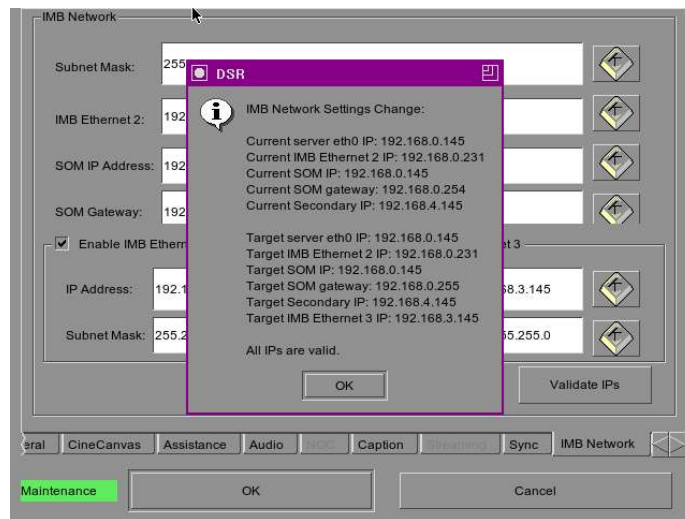 IMB Network
Subnet Mask: 255
DSR
IMB Network Settings Change:
IMB Ethernet 2: 192
Current server eth0 IP: 192.168.0.145
Current IMB Ethernet 2 IP: 192.168.0.231
SOM IP Address: 192
Current SOM IP: 192.168.0.145
Current SOM gateway: 192.168.0.254
Current Secondary IP: 192.168.4.145
SOM Gateway: 192
Target server eth0 IP: 192.168.0.145
Enable IMB Ethern
et 3
Target IMB Ethernet 2 IP: 192.168.0.231
Target SOM IP: 192.168.0.145
Target SOM gateway: 192.168.0.255
IP Address: 192.1
68.3.145
Target Secondary IP: 192.168.4.145
Target IMB Ethernet 3 IP: 192.168.3.145
Subnet Mask: 255.2
55.255.0
All IPs are valid.
OK
Validate IPs
eral CineCanvas Assistance Audio NOC Caption Streaming Sync IMB Network
Maintenance OK Cancel